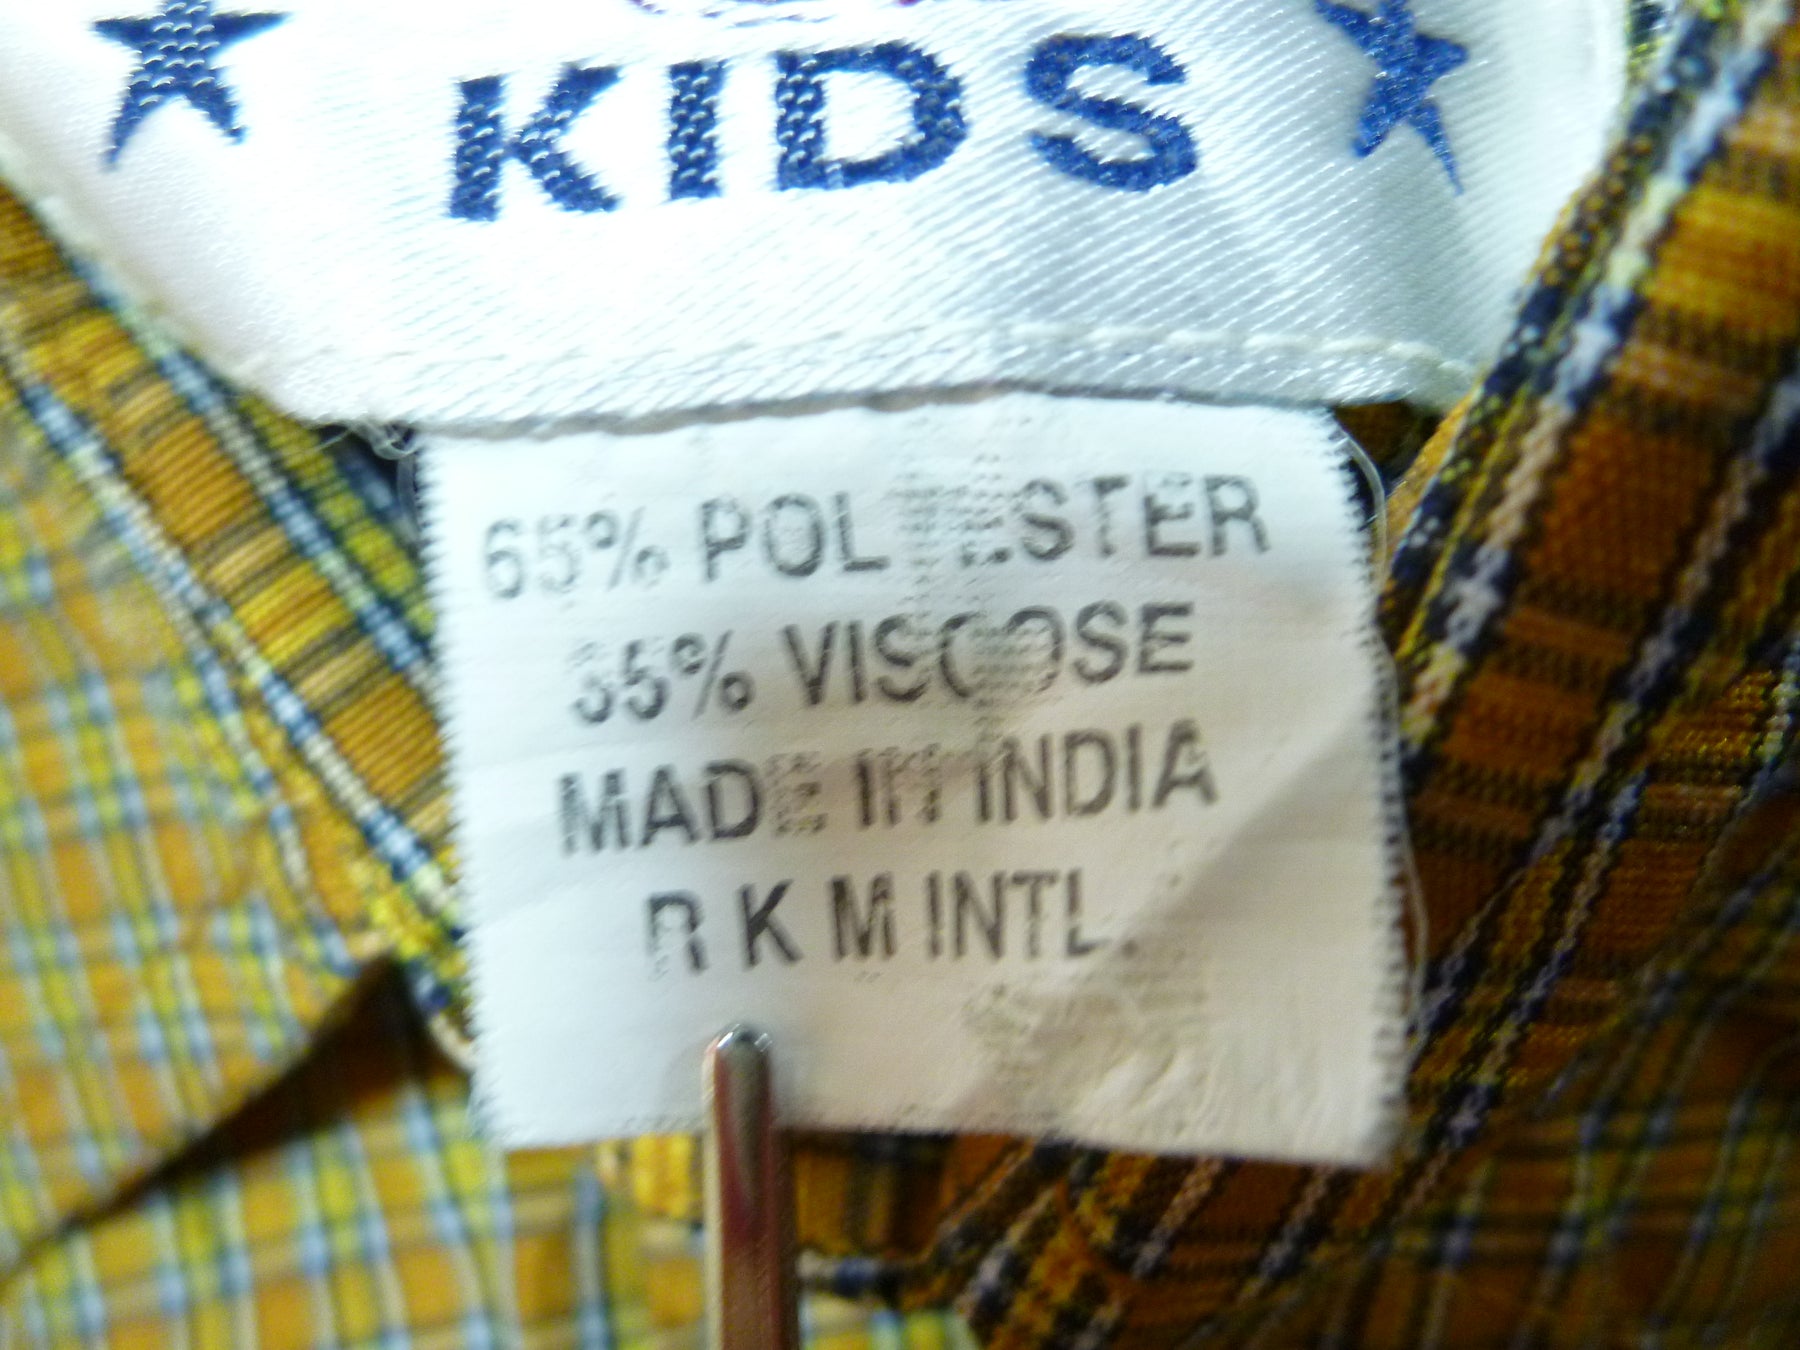 KIDS
65% POLYESTER
35% VISCOSE
MADE IN INDIA
R K M INTL.